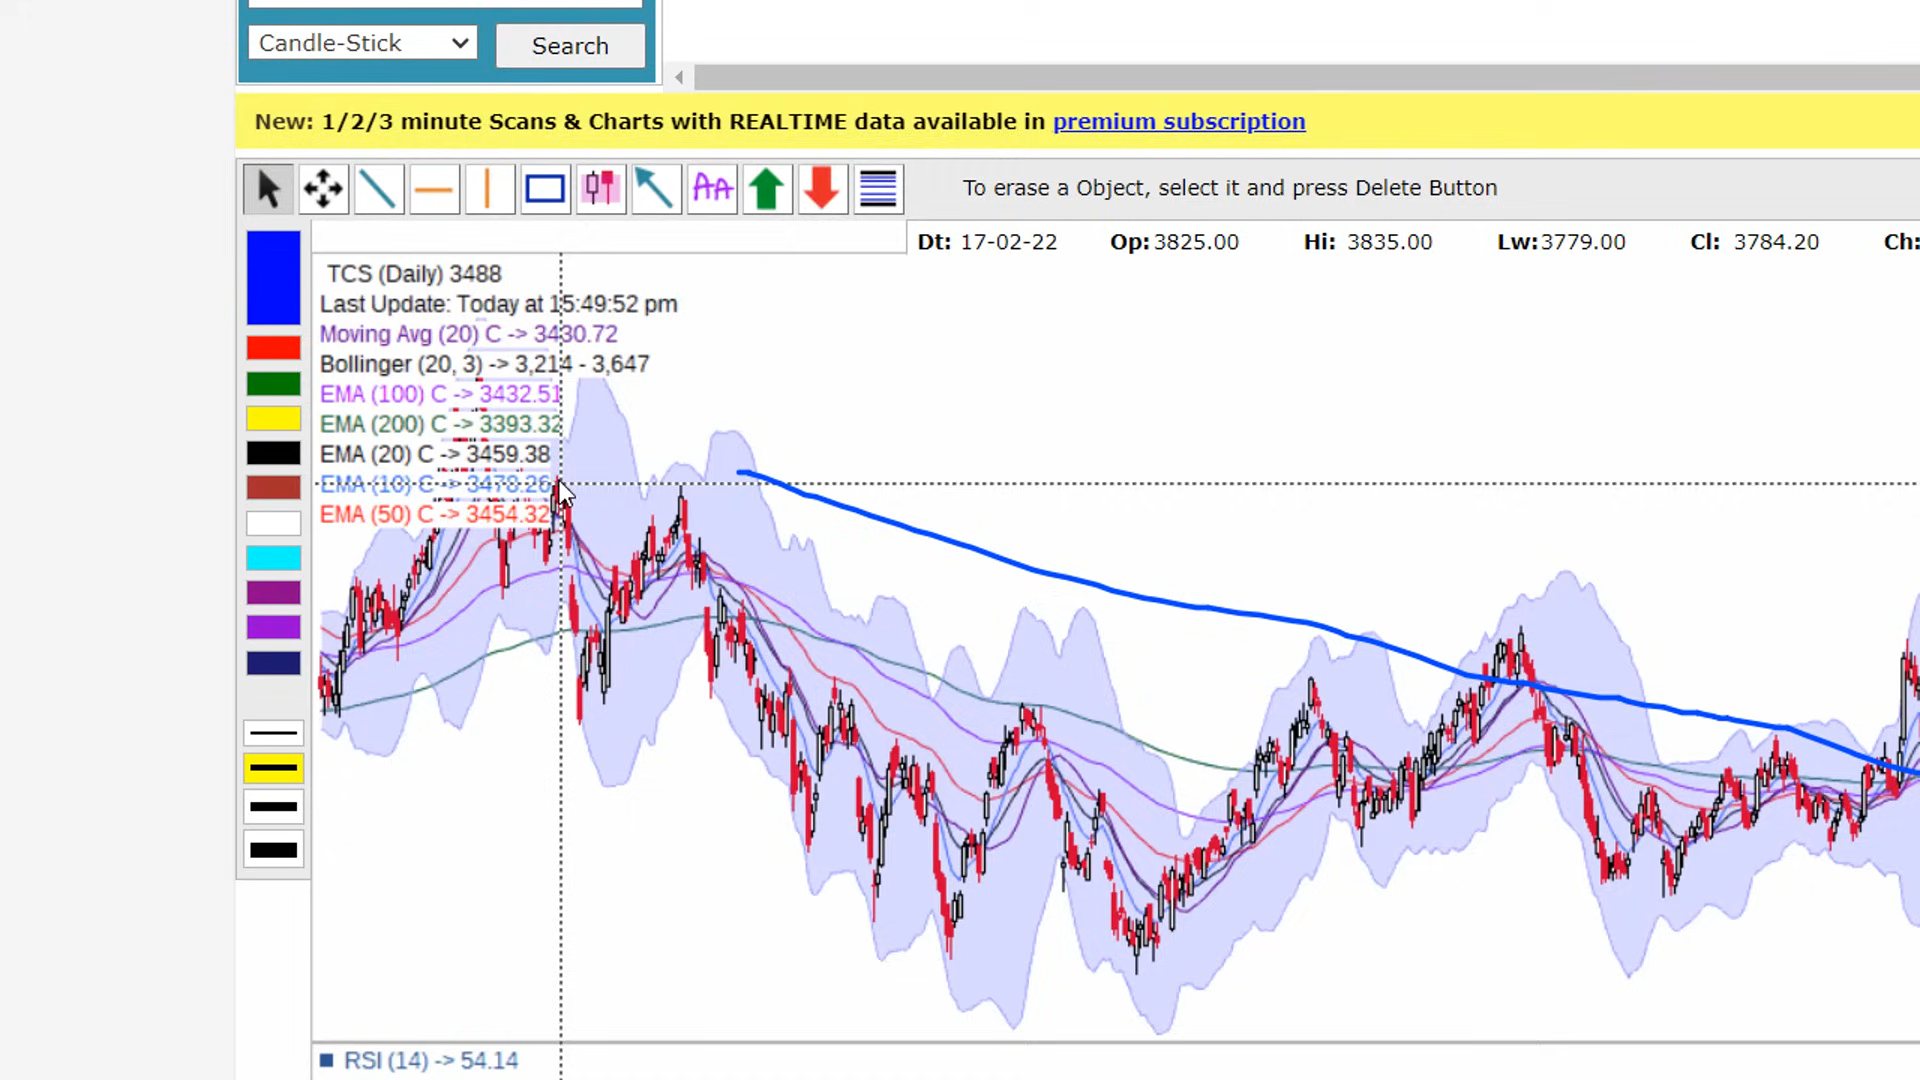 Candle-Stick
Search
New: 1/2/3 minute Scans & Charts with REALTIME data available in premium subscription
AA
To erase a Object, select it and press Delete Button
Dt: 17-02-22 Op:3825.00 Hi: 3835.00 Lw:3779.00 Cl: 3784.20 Ch:
TCS (Daily) 3488
Last Update: Today at 15:49:52 pm
Moving Avg (20) C -> 3430.72
Bollinger (20, 3) -> 3,214 - 3,647
EMA (100) C -> 3432.51
EMA (200) C -> 3393.32
EMA (20) C -> 3459.38
EMA (10) C -> 3478.26
EMA (50) C -> 3454.32
RSI (14) -> 54.14